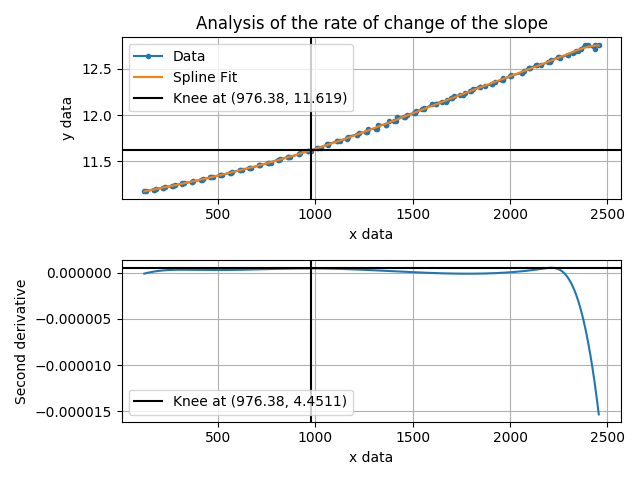 Analysis of the rate of change of the slope
Data
Spline Fit
Knee at (976.38, 11.619)
12.5
12.0
11.5
y data
500 1000 1500 2000 2500
x data
0.000000
−0.000005
−0.000010
−0.000015
Second derivative
Knee at (976.38, 4.4511)
500 1000 1500 2000 2500
x data